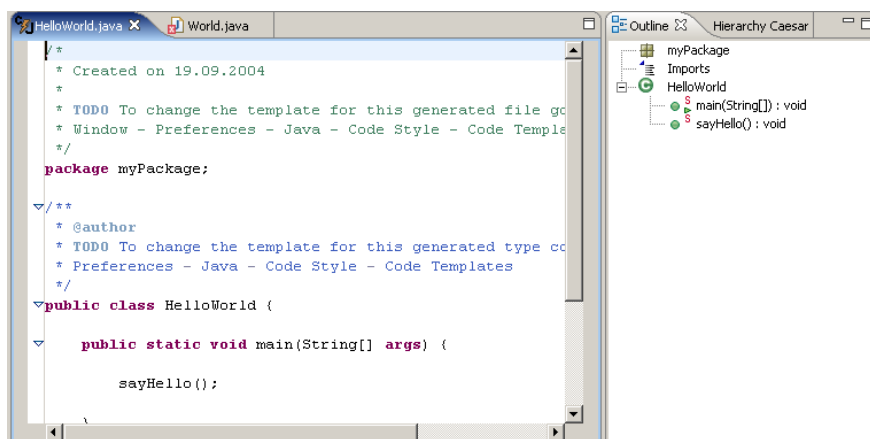 HelloWorld.java
World.java
/*
* Created on 19.09.2004
*
* TODO To change the template for this generated file go
* Window - Preferences - Java - Code Style - Code Templa
*/
package myPackage;
/**
* @author
* TODO To change the template for this generated type co
* Preferences - Java - Code Style - Code Templates
*/
public class HelloWorld {
public static void main(String[] args) {
sayHello();
}
Outline
Hierarchy Caesar
myPackage
Imports
HelloWorld
main(String[]) : void
sayHello() : void